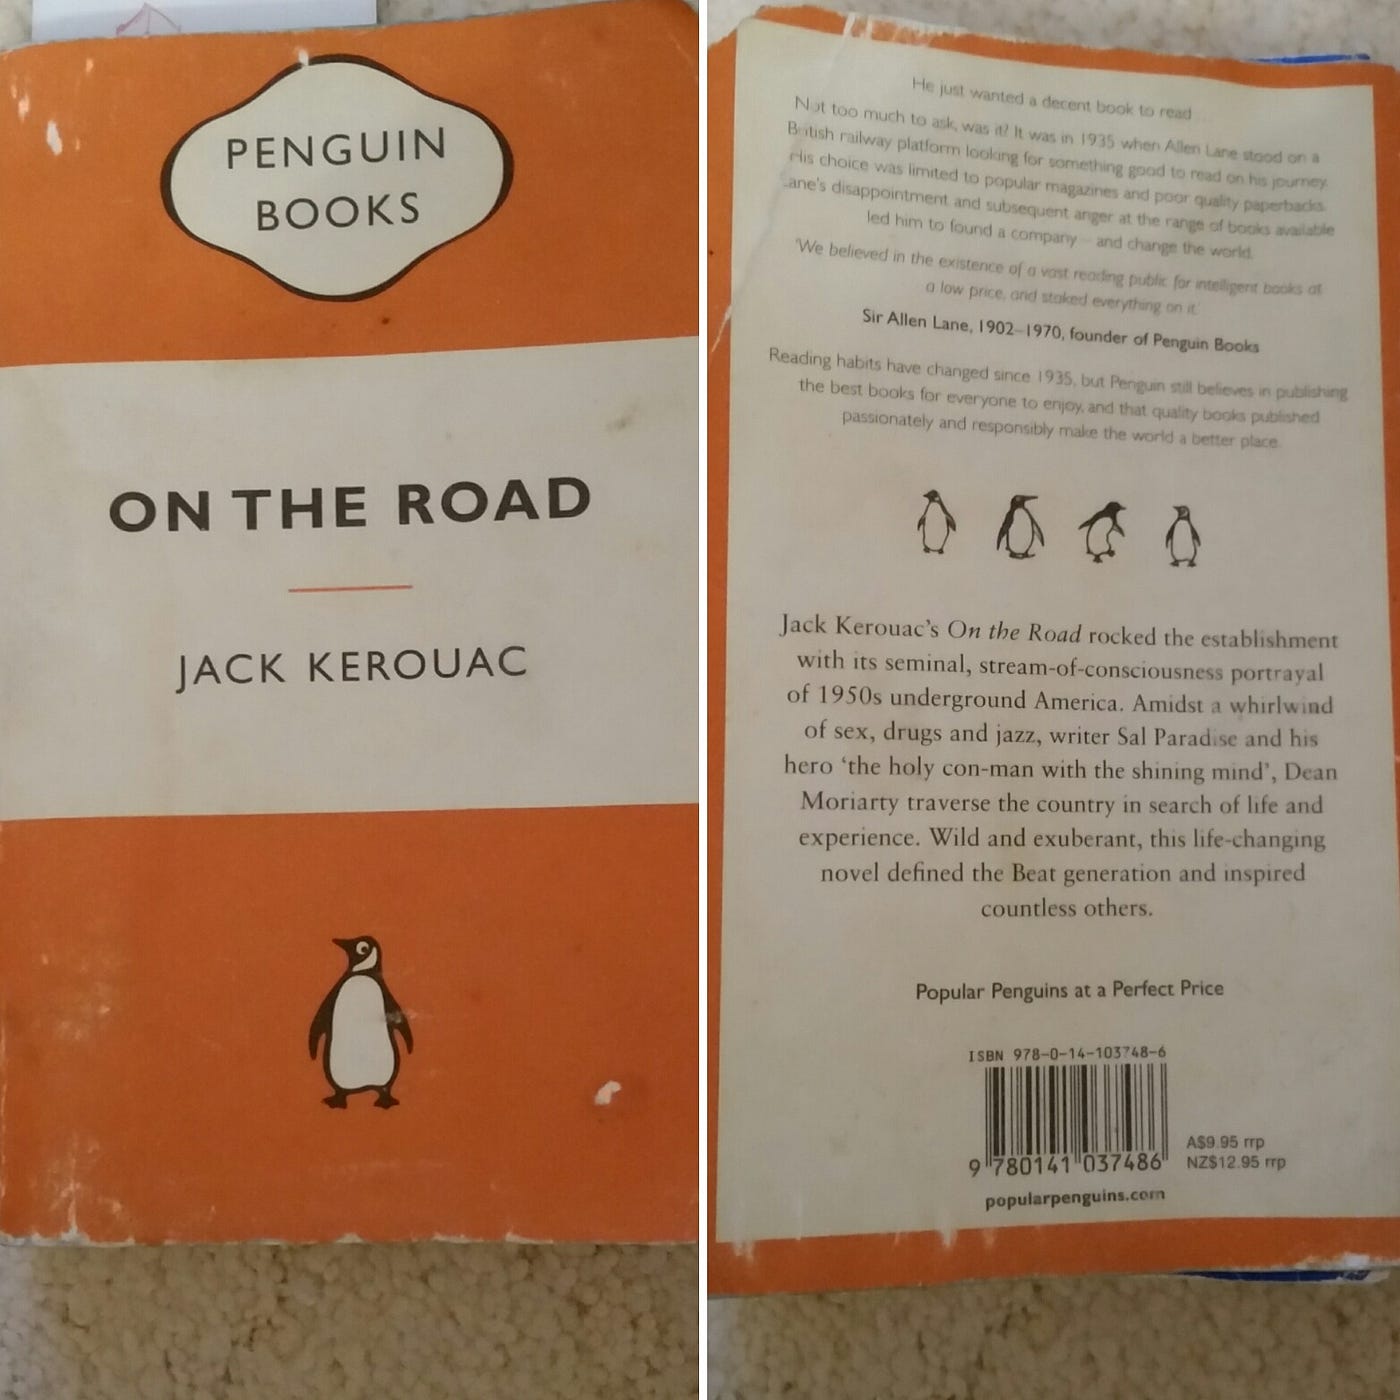 PENGUIN
BOOKS
ON THE ROAD
JACK KEROUAC
He just wanted a decent book to read
Not too much to ask, was it? It was in 1935 when Allen Lane stood on a
British railway platform looking for something good to read on his journey.
His choice was limited to popular magazines and poor quality paperbacks.
Lane's disappointment and subsequent anger at the range of books available
led him to found a company – and change the world.
'We believed in the existence of a vast reading public for intelligent books at
a low price, and staked everything on it.'
Sir Allen Lane, 1902–1970, founder of Penguin Books
Reading habits have changed since 1935, but Penguin still believes in publishing
the best books for everyone to enjoy, and that quality books published
passionately and responsibly make the world a better place.
Jack Kerouac's On the Road rocked the establishment
with its seminal, stream-of-consciousness portrayal
of 1950s underground America. Amidst a whirlwind
of sex, drugs and jazz, writer Sal Paradise and his
hero 'the holy con-man with the shining mind', Dean
Moriarty traverse the country in search of life and
experience. Wild and exuberant, this life-changing
novel defined the Beat generation and inspired
countless others.
Popular Penguins at a Perfect Price
ISBN 978-0-14-103748-6
9 780141 037486
A$9.95 rrp
NZ$12.95 rrp
popularpenguins.com